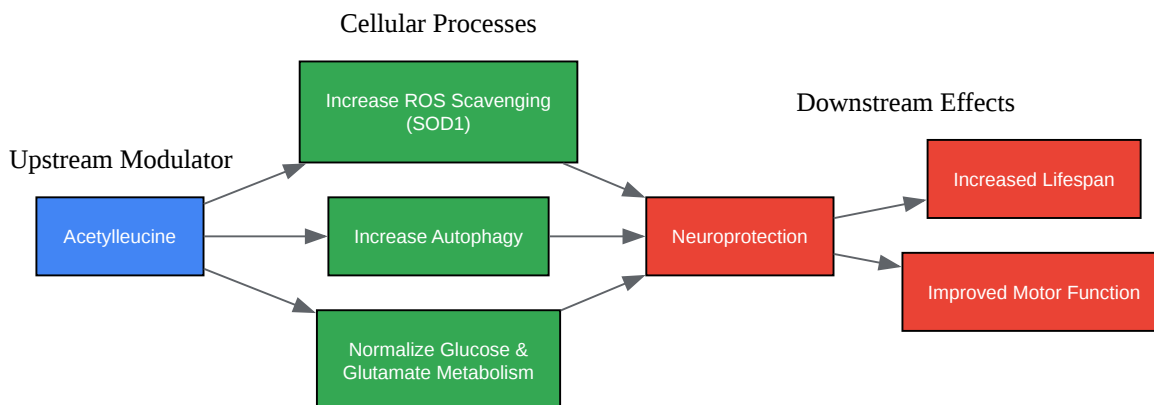 Cellular Processes
Increase ROS Scavenging
(SOD1)
Downstream Effects
Upstream Modulator
Increased Lifespan
Acetylleucine
Increase Autophagy
Neuroprotection
Improved Motor Function
Normalize Glucose &
Glutamate Metabolism